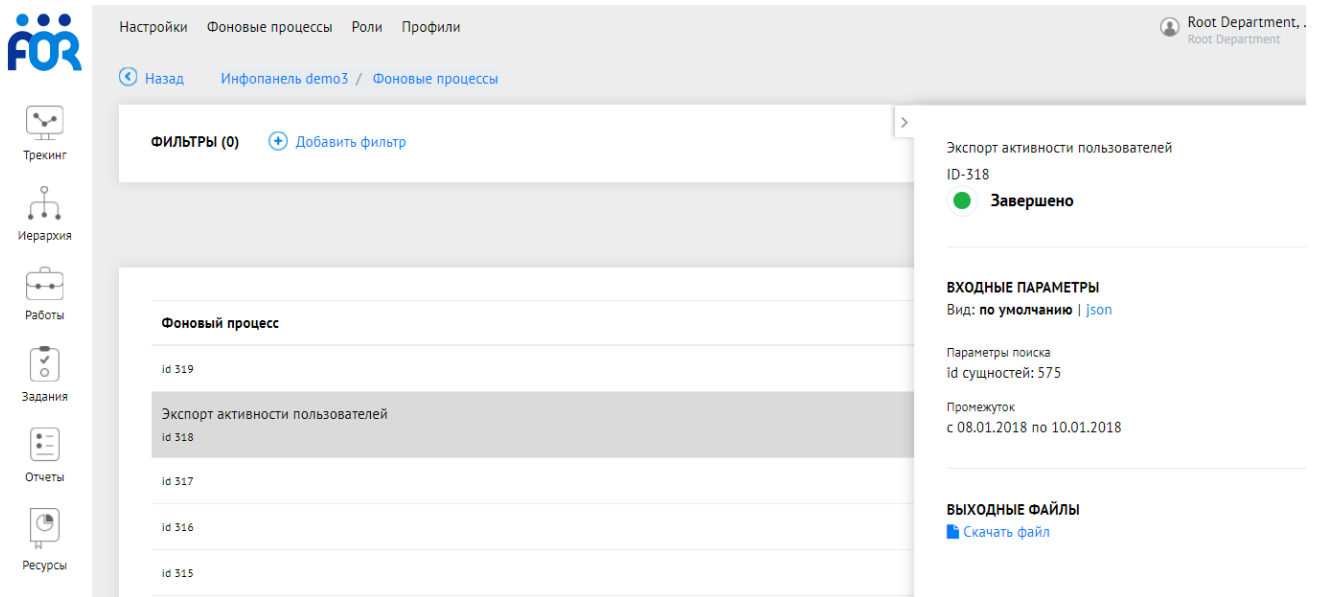 FOR
Настройки Фоновые процессы Роли Профили
Root Department, .
Root Department
Назад Инфопанель demo3 / Фоновые процессы
Трекинг
Иерархия
Работы
Задания
Отчеты
Ресурсы
ФИЛЬТРЫ (0) Добавить фильтр
Фоновый процесс
id 319
Экспорт активности пользователей
id 318
id 317
id 316
id 315
Экспорт активности пользователей
ID-318
Завершено
ВХОДНЫЕ ПАРАМЕТРЫ
Вид: по умолчанию | json
Параметры поиска
id сущностей: 575
Промежуток
с 08.01.2018 по 10.01.2018
ВЫХОДНЫЕ ФАЙЛЫ
Скачать файл